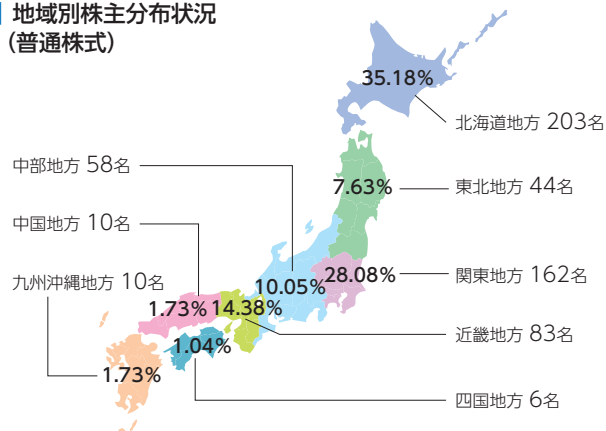 地域別株主分布状況
（普通株式）
35.18%
北海道地方 203名
中部地方 58名
7.63%
東北地方 44名
中国地方 10名
28.08%
関東地方 162名
九州沖縄地方 10名
10.05%
1.73%
14.38%
近畿地方 83名
1.04%
1.73%
四国地方 6名